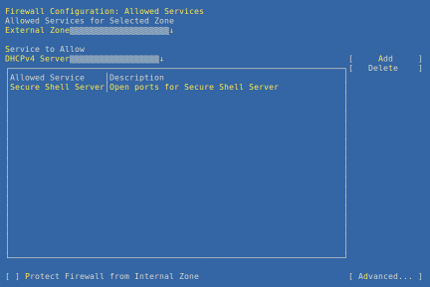 Firewall Configuration: Allowed Services
Allowed Services for Selected Zone
External Zone▒▒▒▒▒▒▒▒▒▒▒▒▒▒▒▒▒▒▒▒↓
Service to Allow
DHCPv4 Server▒▒▒▒▒▒▒▒▒▒▒▒▒▒▒▒▒▒↓ [ Add ]
[ Delete ]
Allowed Service │Description
Secure Shell Server│Open ports for Secure Shell Server
[ ] Protect Firewall from Internal Zone [ Advanced... ]